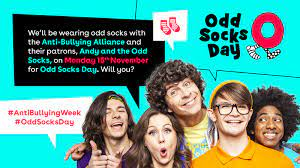 We'll be wearing odd socks with
the Anti-Bullying Alliance and
their patrons, Andy and the Odd
Socks, on Monday 15th November
for Odd Socks Day. Will you?
Odd
Socks
Day
#AntiBullyingWeek
#OddSocksDay